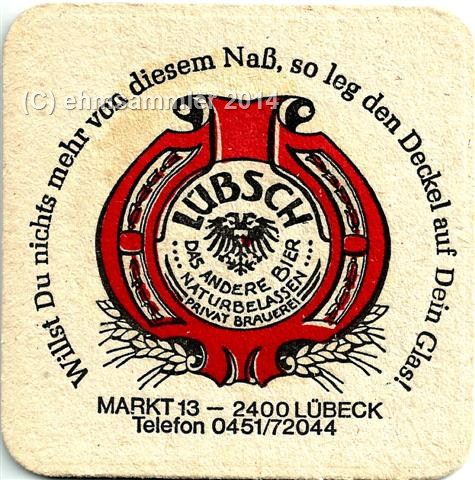 Willst Du nichts mehr von diesem Naß, so leg den Deckel auf Dein Glas!
(C) ehmsammler 2014
LÜBSCH
DAS ANDERE BIER
....NATURBELASSEN....
PRIVAT BRAUEREI
MARKT 13 – 2400 LÜBECK
Telefon 0451/72044